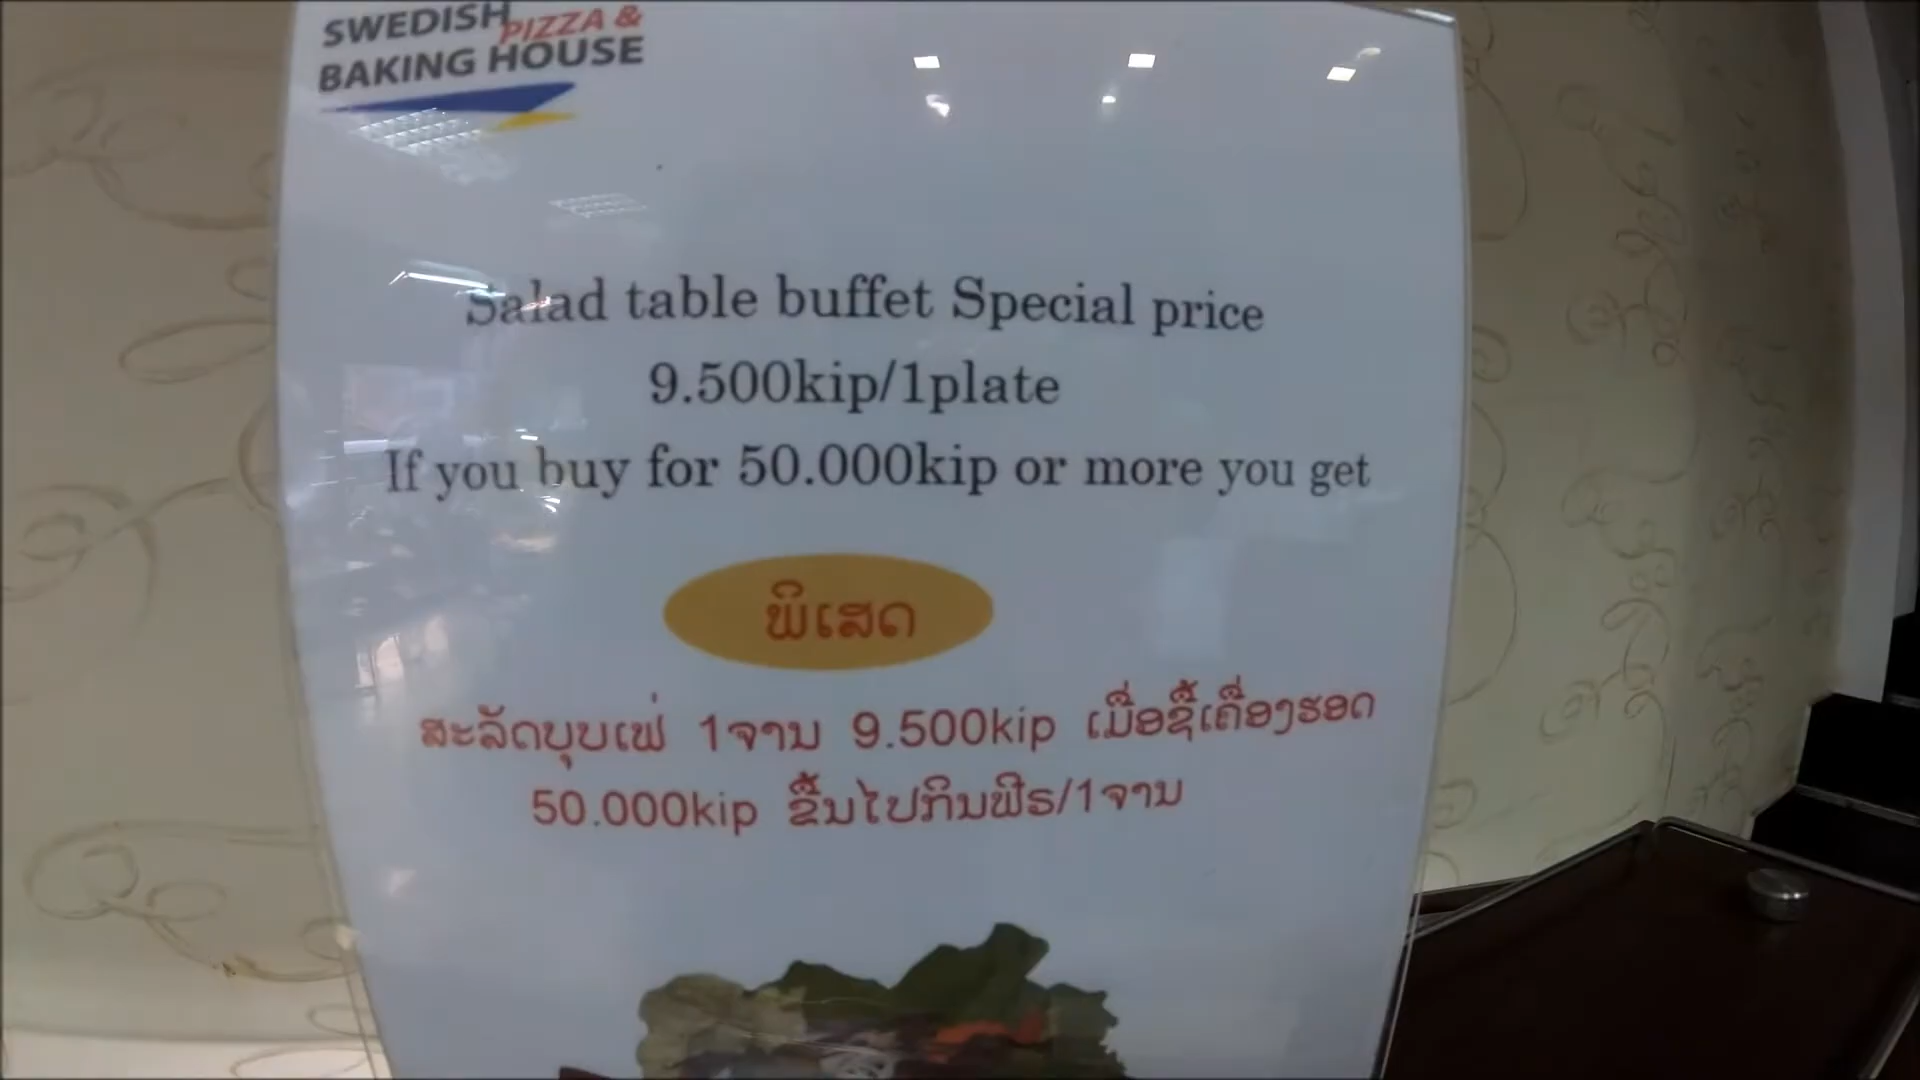 SWEDISH PIZZA &
BAKING HOUSE
Salad table buffet Special price
9.500kip/1plate
If you buy for 50.000kip or more you get
ພິເສດ
ສະລັດບຸບເຟ່ 1ຈານ 9.500kip ເມື່ອຊື້ເຄື່ອງຮອດ
50.000kip ຂຶ້ນໄປກິນຟຣີ/1ຈານ